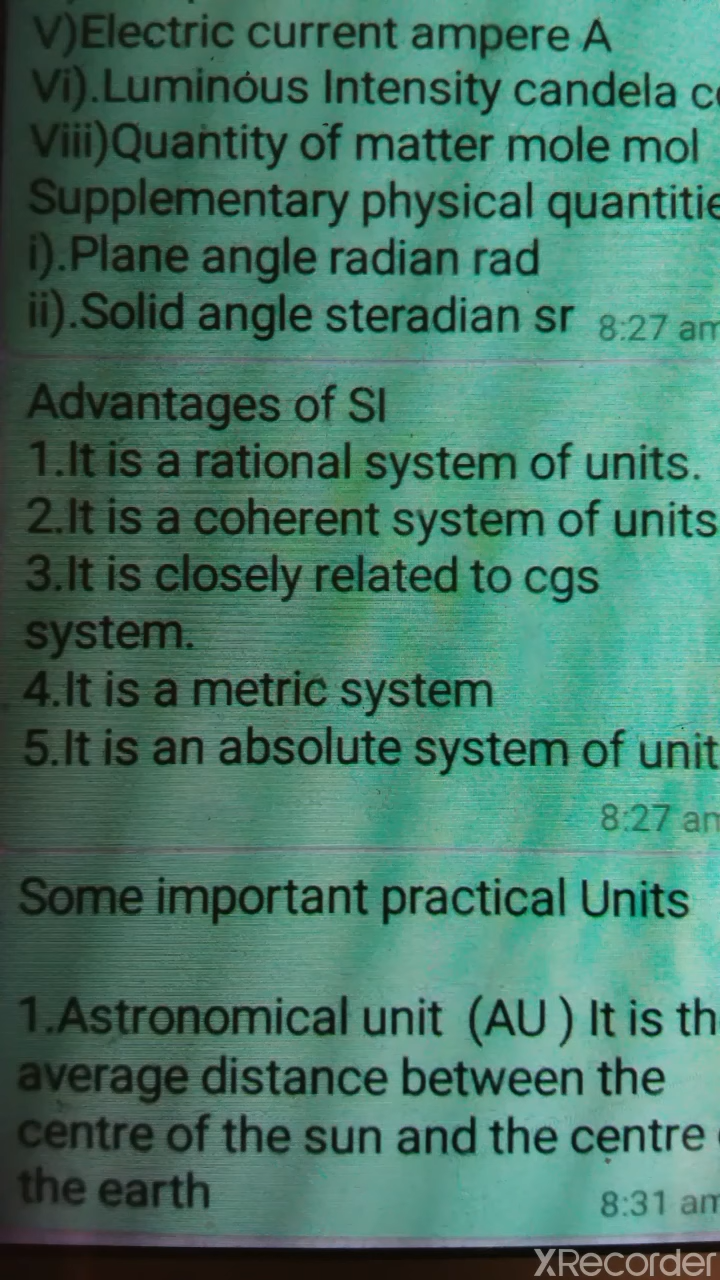 V)Electric current ampere A
Vi).Luminous Intensity candela
Viii)Quantity of matter mole mol
Supplementary physical
i).Plane angle radian rad
ii).Solid angle steradian sr 8:27
Advantages of SI
1.It is a rational system of units.
2.It is a coherent system of units
3.It is closely related to cgs
system.
4.It is a metric system
5.It is an absolute system of
8:27
Some important practical Units
1.Astronomical unit (AU) It is
average distance between the
centre of the sun and the centre
the earth
8:31
XRecorder